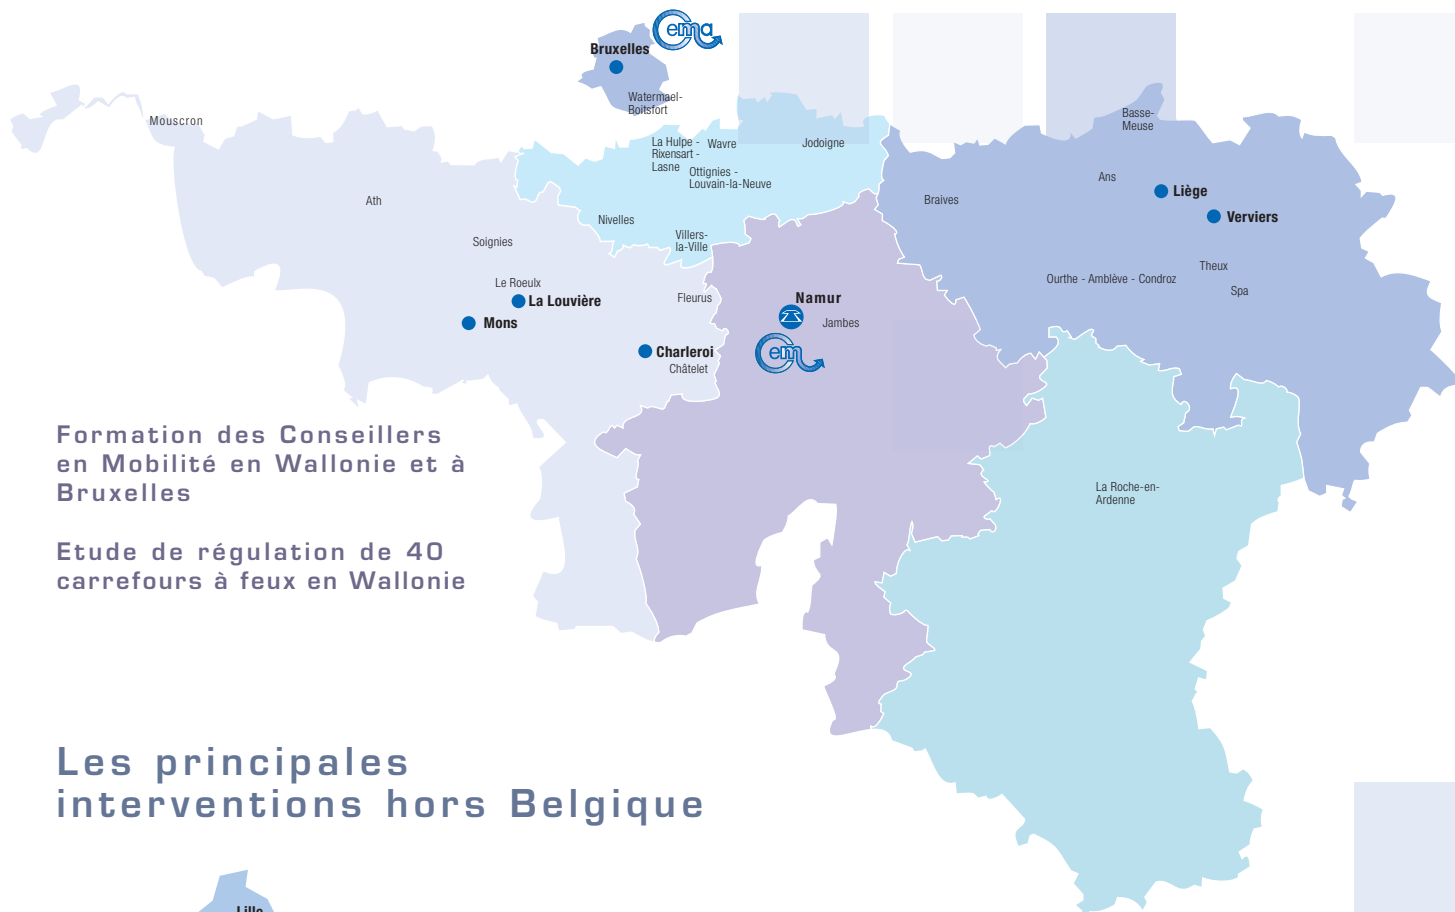 Cema
Bruxelles
Watermael-
Boitsfort
Mouscron
Basse-
Meuse
La Hulpe -
Rixensart -
Lasne
Wavre
Jodoigne
Ottignies -
Louvain-la-Neuve
Ans
Liège
Ath
Braives
Verviers
Nivelles
Soignies
Villers-
la-Ville
Theux
Ourthe - Amblève - Condroz
Spa
Le Roeulx
La Louvière
Fleurus
Namur
Mons
Jambes
Cem
Charleroi
Châtelet
Formation des Conseillers
en Mobilité en Wallonie et à
Bruxelles
La Roche-en-
Ardenne
Etude de régulation de 40
carrefours à feux en Wallonie
Les principales
interventions hors Belgique
Lille